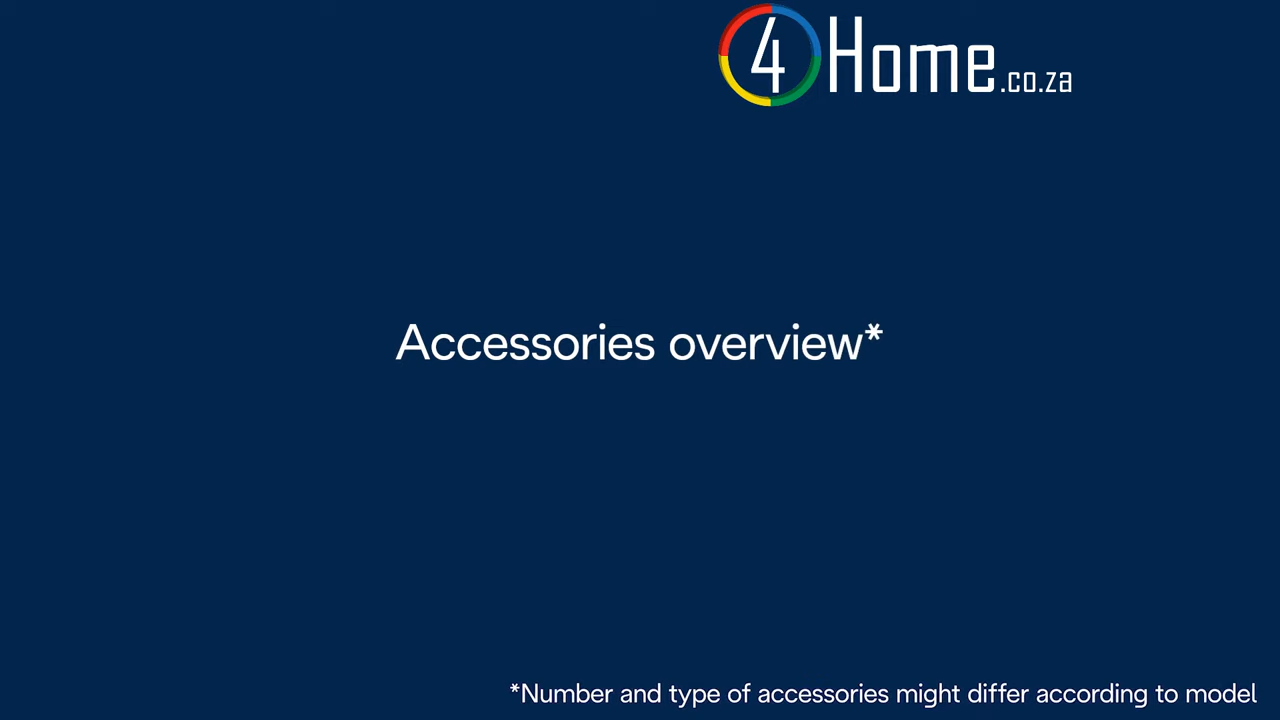 4Home.co.za
Accessories overview*
*Number and type of accessories might differ according to model